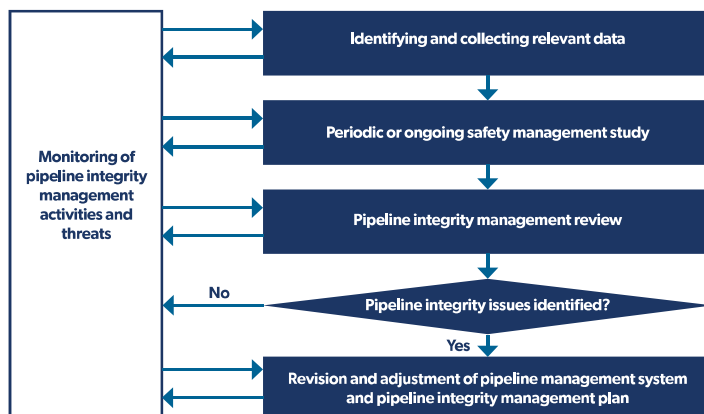 Identifying and collecting relevant data
Periodic or ongoing safety management study
Monitoring of
pipeline integrity
management
activities and
threats
Pipeline integrity management review
No
Pipeline integrity issues identified?
Yes
Revision and adjustment of pipeline management system
and pipeline integrity management plan